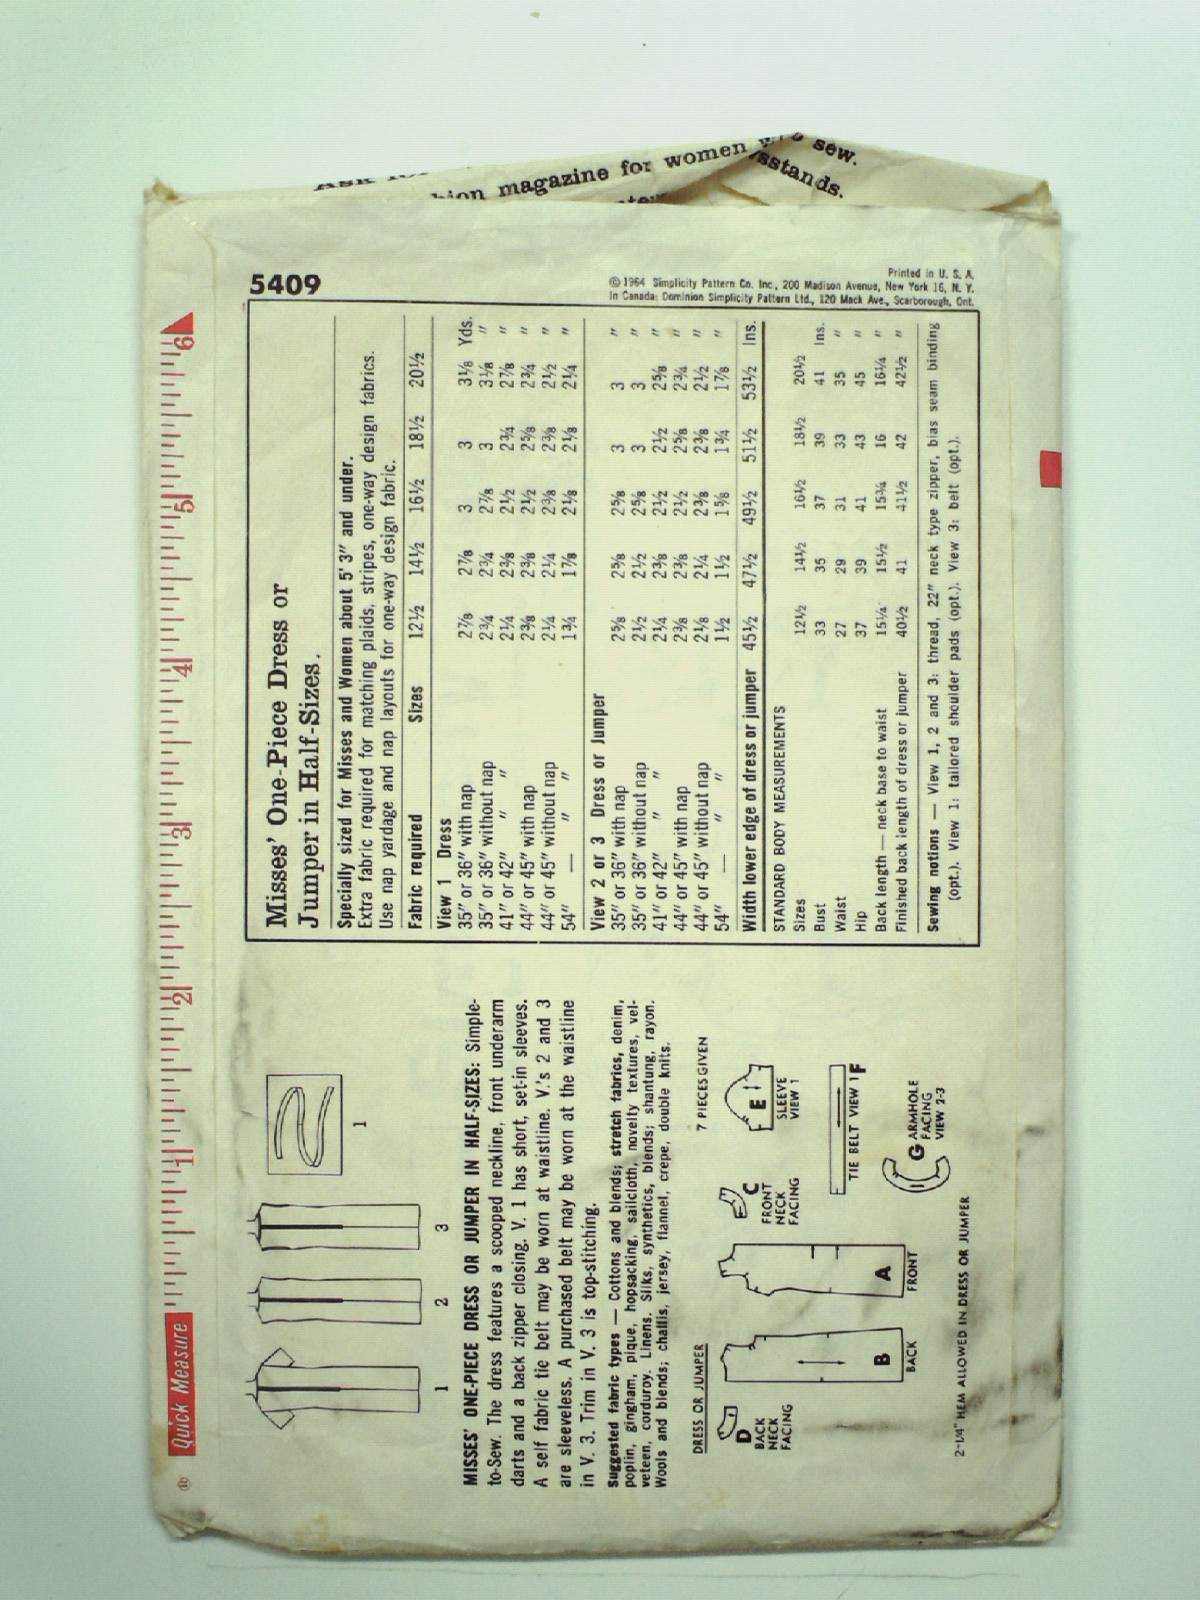 sew.
magazine for women
5409
Printed in U. S. A.
© 1964 Simplicity Pattern Co. Inc., 200 Madison Avenue, New York 16, N. Y.
In Canada: Dominion Simplicity Pattern Ltd., 120 Mack Ave., Scarborough, Ont.
® Quick Measure 1 2 3 4 5 6
Misses' One-Piece Dress or
Jumper in Half-Sizes.
Specially sized for Misses and Women about 5' 3" and under.
Extra fabric required for matching plaids, stripes, one-way design fabrics.
Use nap yardage and nap layouts for one-way design fabric.
Fabric required Sizes 12½ 14½ 16½ 18½ 20½
View 1 Dress
35" or 36" with nap 2⅞ 2⅞ 3 3 3⅛ Yds.
35" or 36" without nap 2¾ 2¾ 2⅞ 3 3⅛ "
41" or 42" " 2¼ 2⅜ 2½ 2¾ 2⅞ "
44" or 45" with nap 2⅜ 2⅜ 2½ 2⅝ 2¾ "
44" or 45" without nap 2¼ 2¼ 2⅜ 2⅜ 2½ "
54" — " 1¾ 1⅞ 2⅛ 2⅛ 2¼ "
View 2 or 3 Dress or Jumper
35" or 36" with nap 2⅝ 2⅝ 2⅝ 3 3 "
35" or 36" without nap 2½ 2½ 2⅝ 3 3 "
41" or 42" " 2¼ 2⅜ 2½ 2½ 2⅝ "
44" or 45" with nap 2⅜ 2⅜ 2½ 2⅝ 2¾ "
44" or 45" without nap 2⅛ 2¼ 2⅜ 2⅜ 2½ "
54" — " 1½ 1½ 1⅝ 1¾ 1⅞ "
Width lower edge of dress or jumper 45½ 47½ 49½ 51½ 53½ Ins.
STANDARD BODY MEASUREMENTS
Sizes 12½ 14½ 16½ 18½ 20½
Bust 33 35 37 39 41 Ins.
Waist 27 29 31 33 35 "
Hip 37 39 41 43 45 "
Back length — neck base to waist 15¼ 15½ 15¾ 16 16¼ "
Finished back length of dress or jumper 40½ 41 41½ 42 42½ "
Sewing notions — View 1, 2 and 3: thread, 22" neck type zipper, bias seam binding
(opt.). View 1: tailored shoulder pads (opt.). View 3: belt (opt.).
1 2 3 1
MISSES' ONE-PIECE DRESS OR JUMPER IN HALF-SIZES: Simple-
to-Sew. The dress features a scooped neckline, front underarm
darts and a back zipper closing. V. 1 has short, set-in sleeves.
A self fabric tie belt may be worn at waistline. V.'s 2 and 3
are sleeveless. A purchased belt may be worn at the waistline
in V. 3. Trim in V. 3 is top-stitching.
Suggested fabric types — Cottons and blends; stretch fabrics, denim,
poplin, gingham, pique, hopsacking, sailcloth, novelty textures, vel-
veteen, corduroy. Linens. Silks, synthetics, blends; shantung, rayon.
Wools and blends; challis, jersey, flannel, crepe, double knits.
DRESS OR JUMPER
7 PIECES GIVEN
D
BACK
NECK
FACING
B
BACK
A
FRONT
C
FRONT
NECK
FACING
E
SLEEVE
VIEW 1
TIE BELT VIEW 1 F
G ARMHOLE
FACING
VIEW 2-3
2-1/4" HEM ALLOWED IN DRESS OR JUMPER